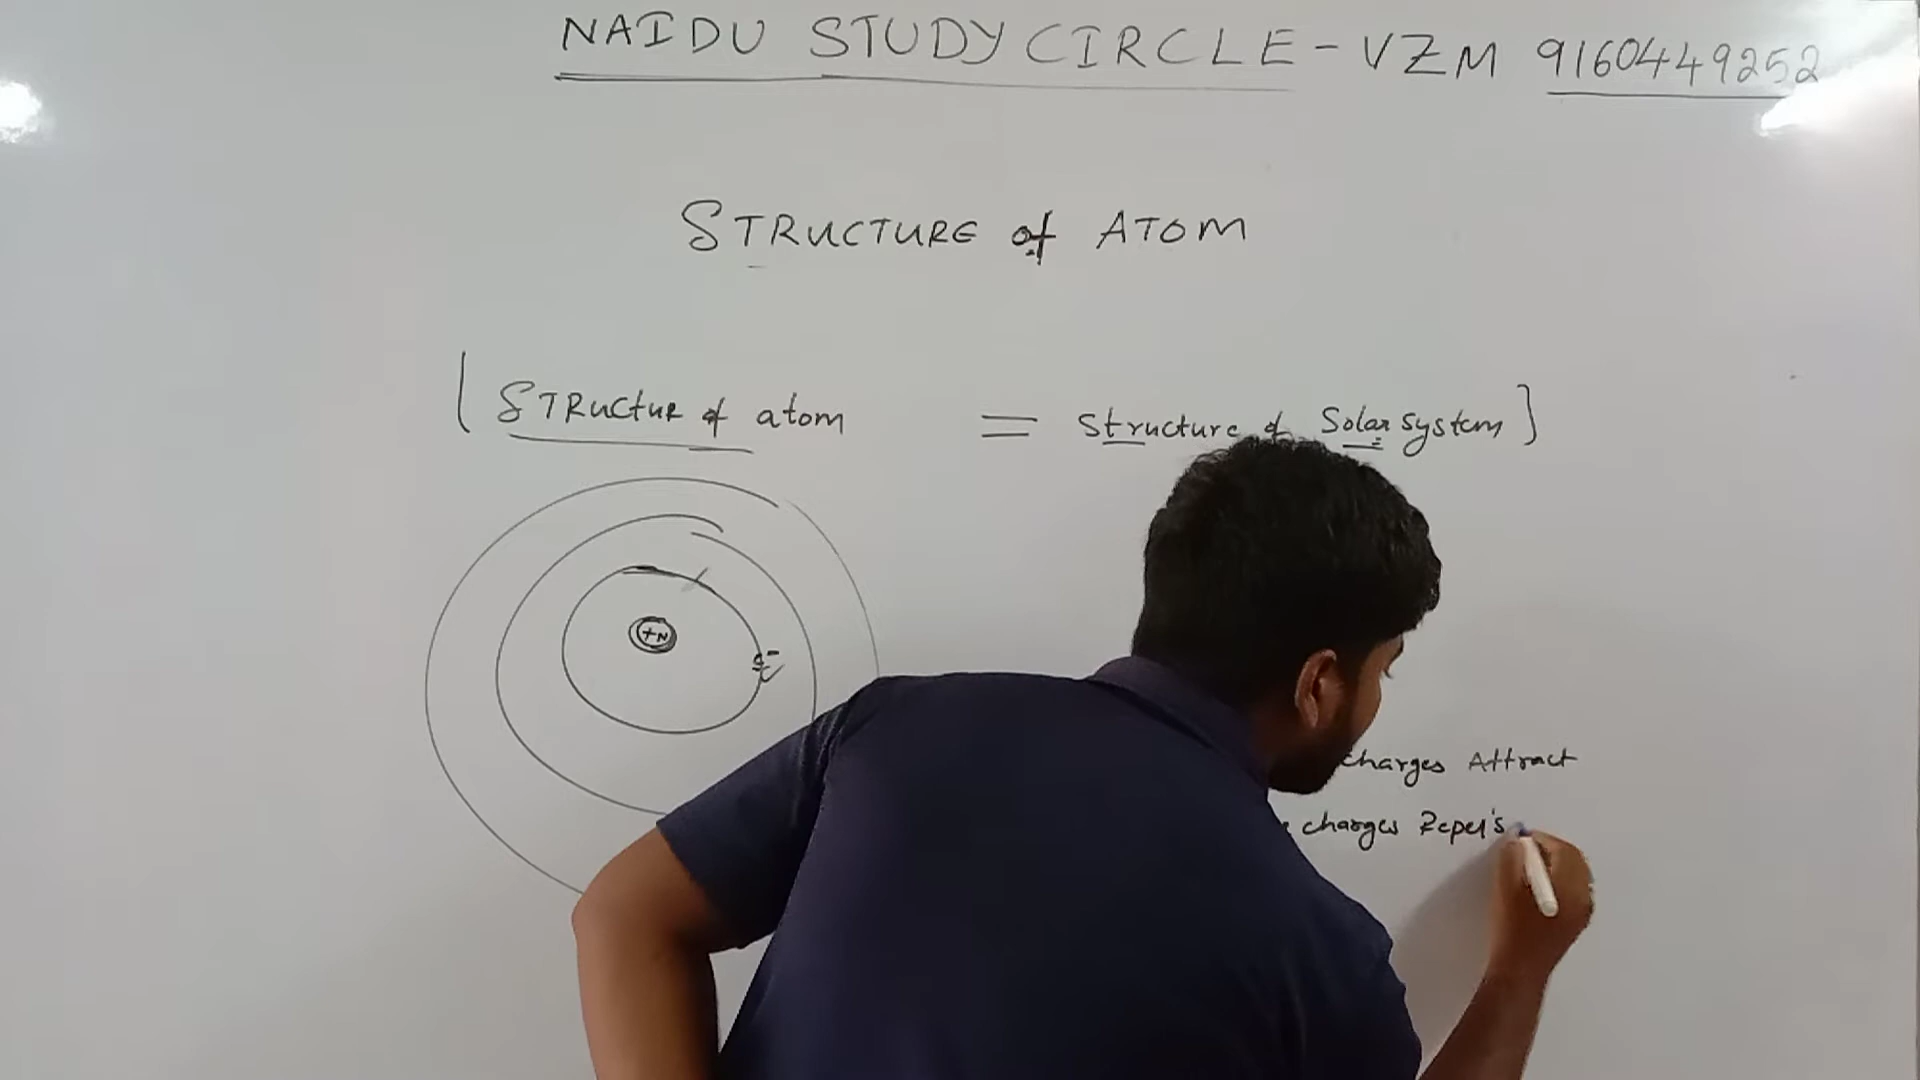 NAIDU STUDY CIRCLE - VZM 9160449252
STRUCTURE of ATOM
[STRuctur of atom = Structure of Solar system]
+N
e-
charges Attract
charges Repel's